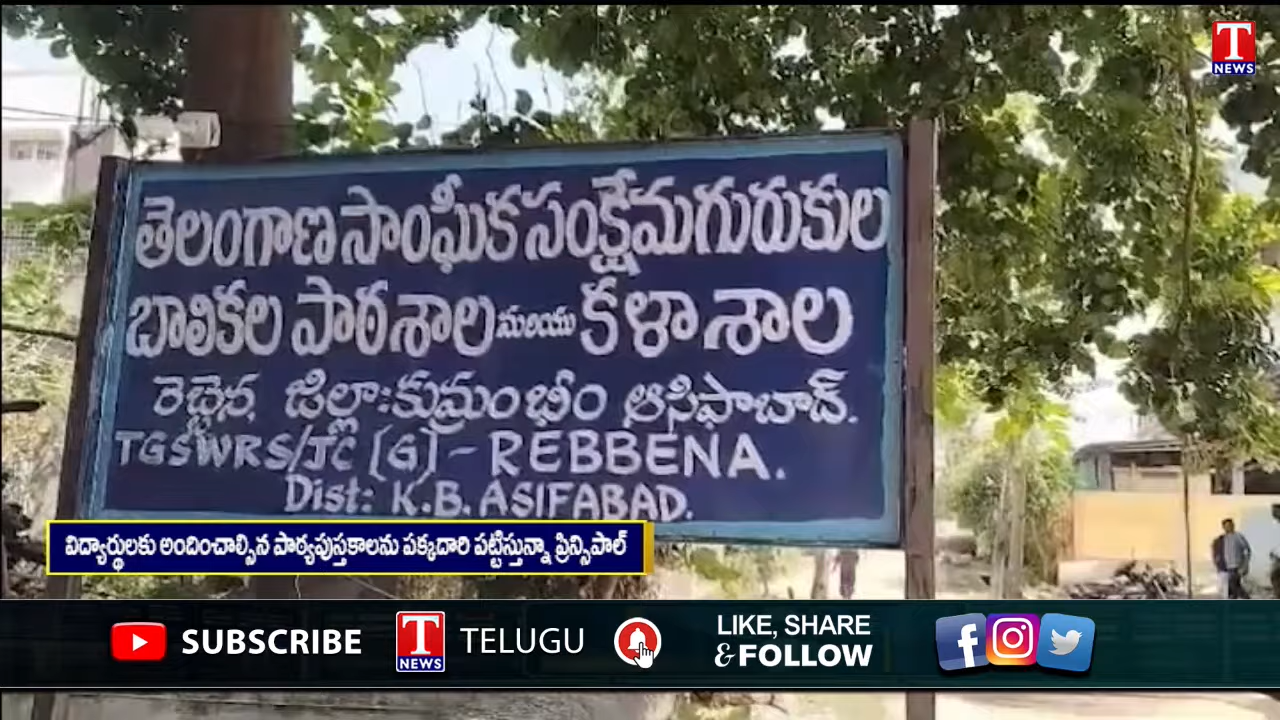 T
NEWS
తెలంగాణ సాంఘీక సంక్షేమ గురుకుల
బాలికల పాఠశాల మరియు కళాశాల
రెబ్బెన, జిల్లా: కుమ్రం భీం ఆసిఫాబాద్.
TGSWRS/JC (G) - REBBENA.
Dist: K.B. ASIFABAD.
విద్యార్థులకు అందించాల్సిన పాఠ్యపుస్తకాలను పక్కదారి పట్టిస్తున్నా ప్రిన్సిపాల్
SUBSCRIBE T NEWS TELUGU
LIKE, SHARE
& FOLLOW